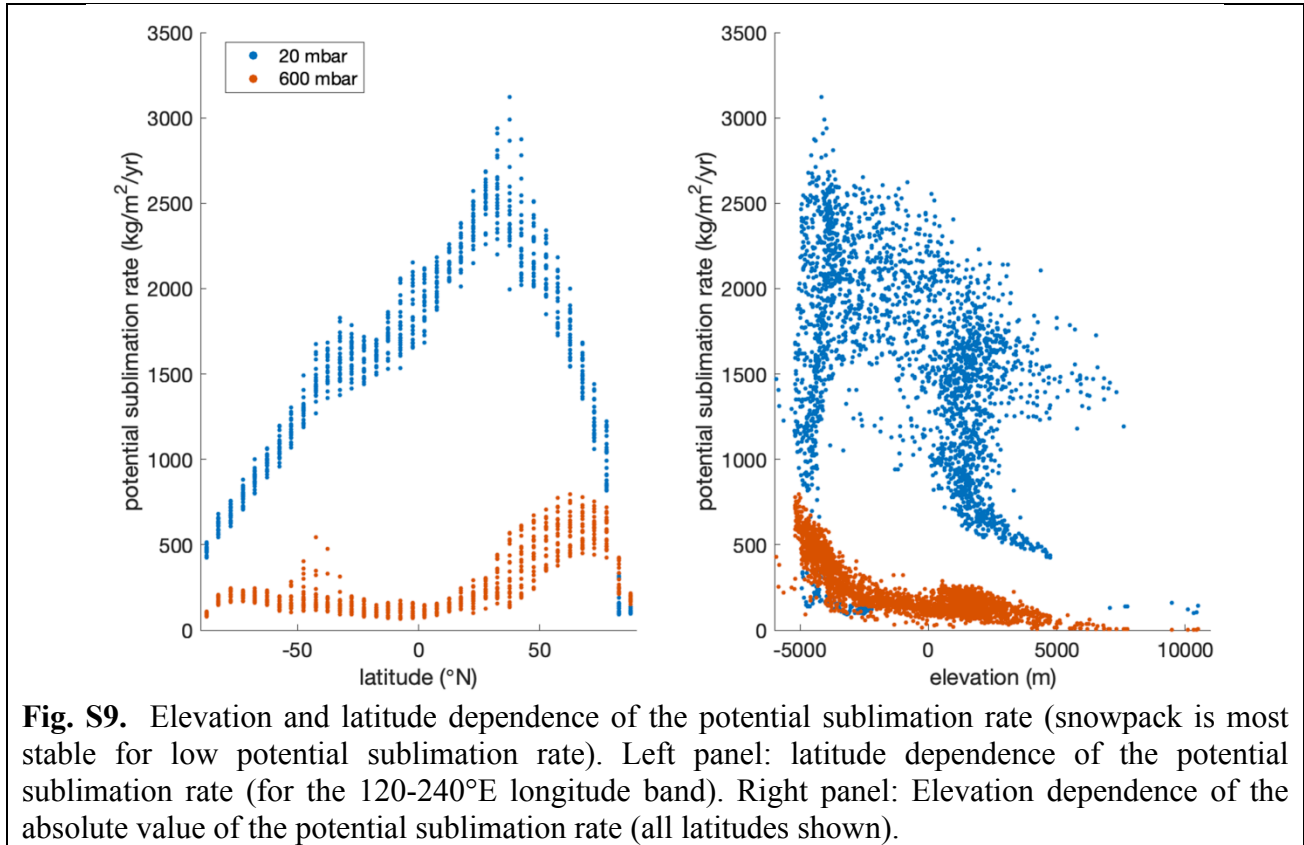 3500
3000
2500
2000
1500
1000
500
0
potential sublimation rate (kg/m²/yr)
20 mbar
600 mbar
-50
0
50
latitude (°N)
3500
3000
2500
2000
1500
1000
500
0
potential sublimation rate (kg/m²/yr)
-5000
0
5000
10000
elevation (m)
Fig. S9. Elevation and latitude dependence of the potential sublimation rate (snowpack is most
stable for low potential sublimation rate). Left panel: latitude dependence of the potential
sublimation rate (for the 120-240°E longitude band). Right panel: Elevation dependence of the
absolute value of the potential sublimation rate (all latitudes shown).